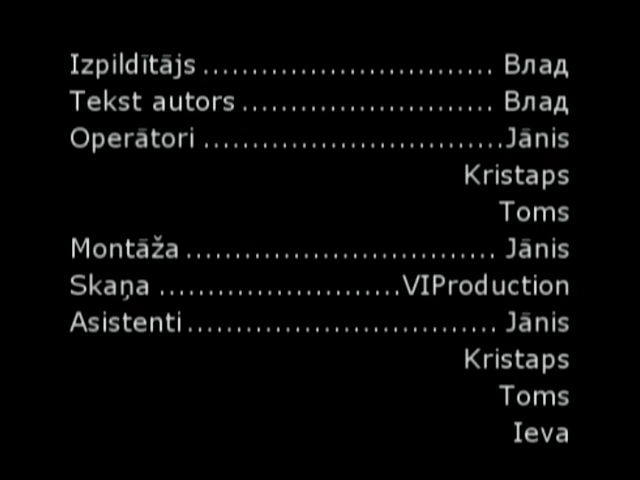 Izpildītājs .............................. Влад
Tekst autors .......................... Влад
Operātori ...............................Jānis
Kristaps
Toms
Montāža ................................ Jānis
Skaņa .........................VIProduction
Asistenti ................................ Jānis
Kristaps
Toms
Ieva